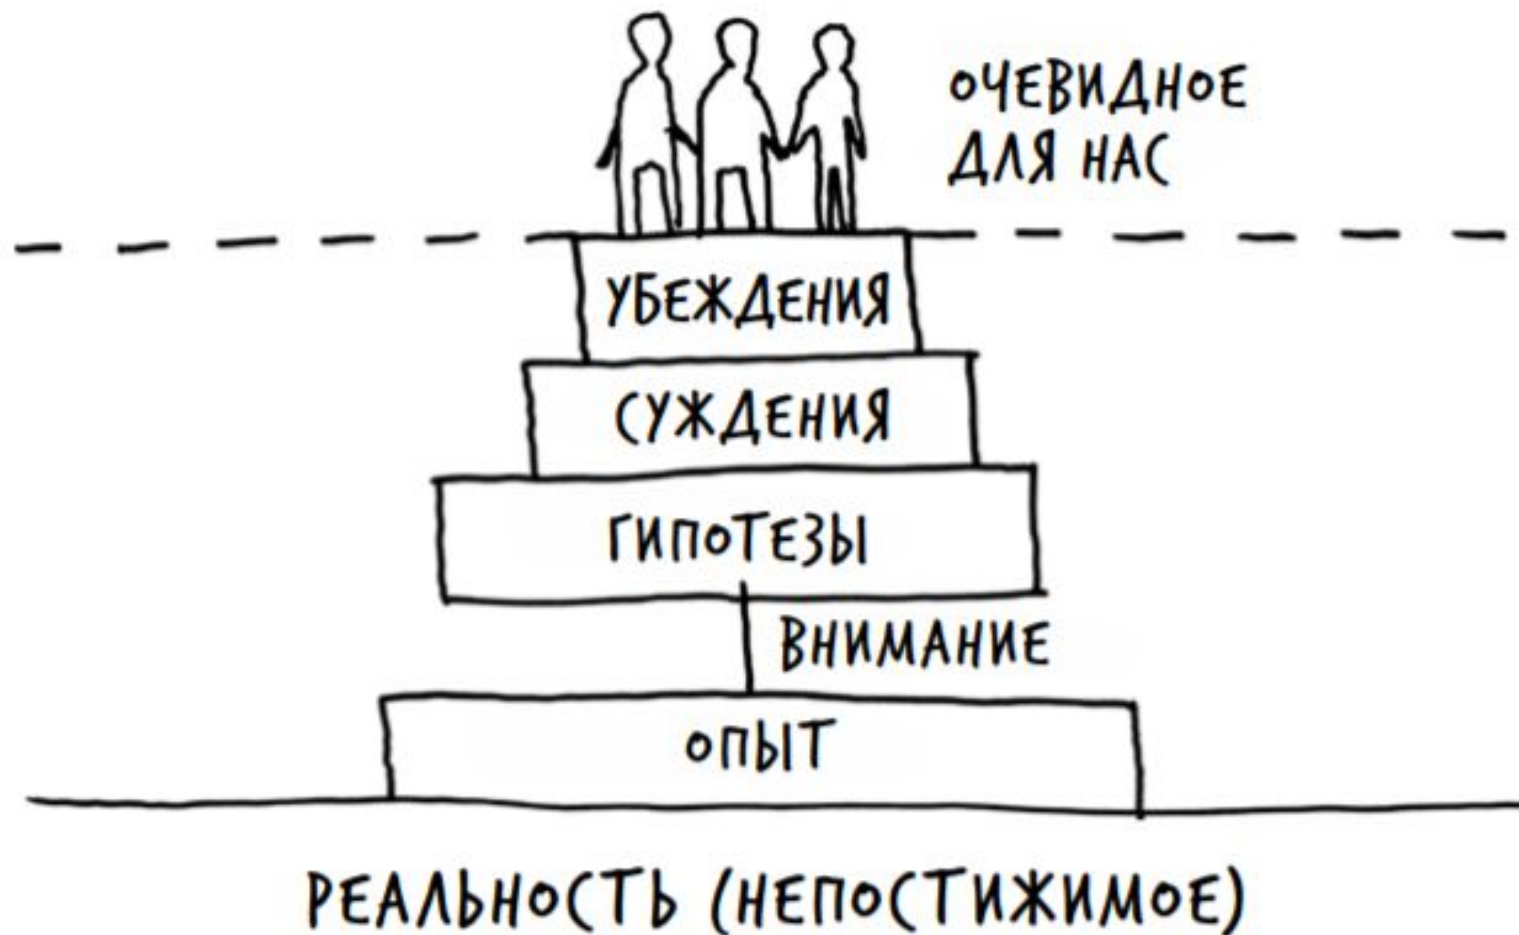 ОЧЕВИДНОЕ
ДЛЯ НАС
УБЕЖДЕНИЯ
СУЖДЕНИЯ
ГИПОТЕЗЫ
ВНИМАНИЕ
ОПЫТ
РЕАЛЬНОСТЬ (НЕПОСТИЖИМОЕ)